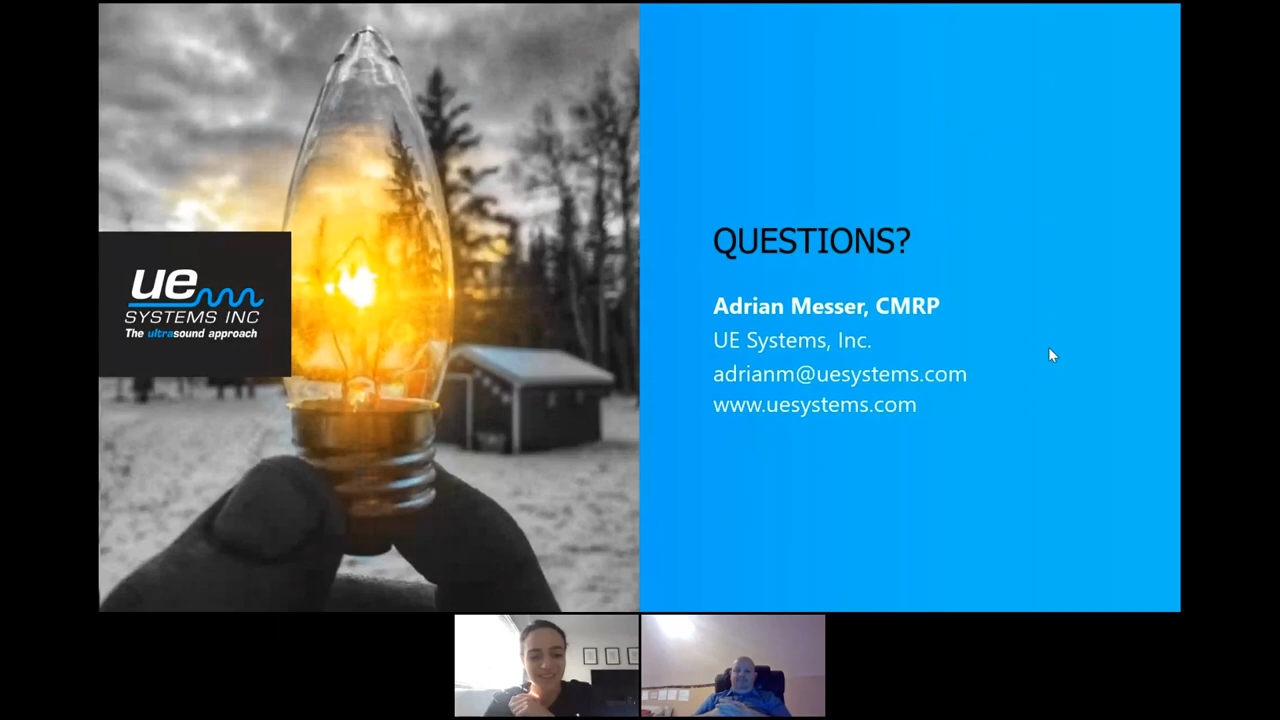 ue
SYSTEMS INC
The ultrasound approach
QUESTIONS?
Adrian Messer, CMRP
UE Systems, Inc.
adrianm@uesystems.com
www.uesystems.com